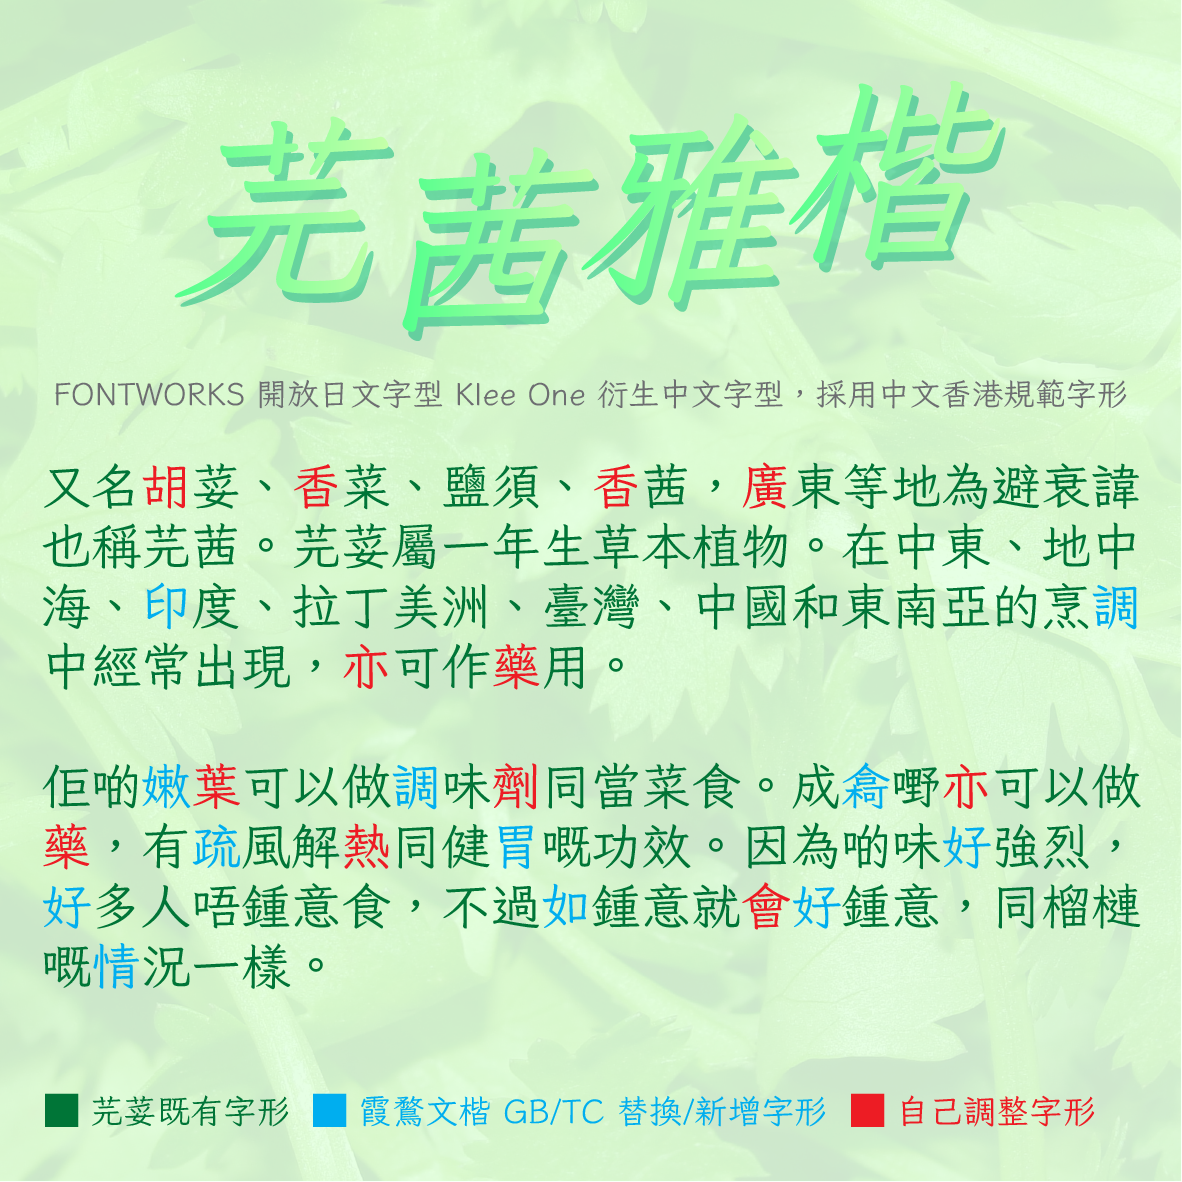 芫茜雅楷
FONTWORKS 開放日文字型 Klee One 衍生中文字型，採用中文香港規範字形
又名胡荽、香菜、鹽須、香茜，廣東等地為避衰諱
也稱芫茜。芫荽屬一年生草本植物。在中東、地中
海、印度、拉丁美洲、臺灣、中國和東南亞的烹調
中經常出現，亦可作藥用。
佢啲嫩葉可以做調味劑同當菜食。成樖嘢亦可以做
藥，有疏風解熱同健胃嘅功效。因為啲味好強烈，
好多人唔鍾意食，不過如鍾意就會好鍾意，同榴槤
嘅情況一樣。
芫荽既有字形 霞鶩文楷 GB/TC 替換/新增字形 自己調整字形